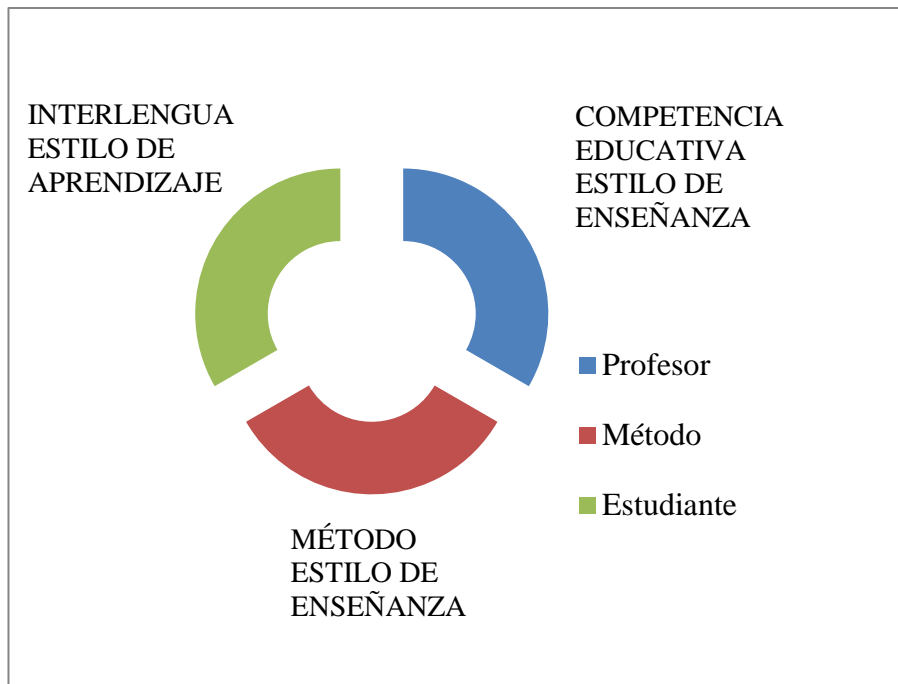 INTERLENGUA
ESTILO DE
APRENDIZAJE
COMPETENCIA
EDUCATIVA
ESTILO DE
ENSEÑANZA
Profesor
Método
Estudiante
MÉTODO
ESTILO DE
ENSEÑANZA